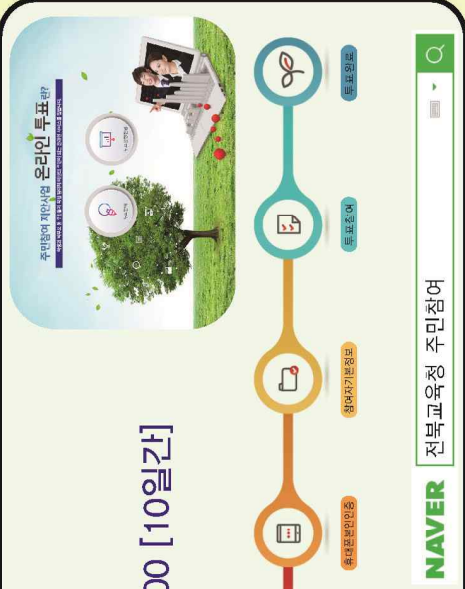 주민참여 제안사업 온라인 투표란?
00 [10일간]
휴대폰본인인증
참여자기본정보
투표참여
투표완료
NAVER 전북교육청 주민참여